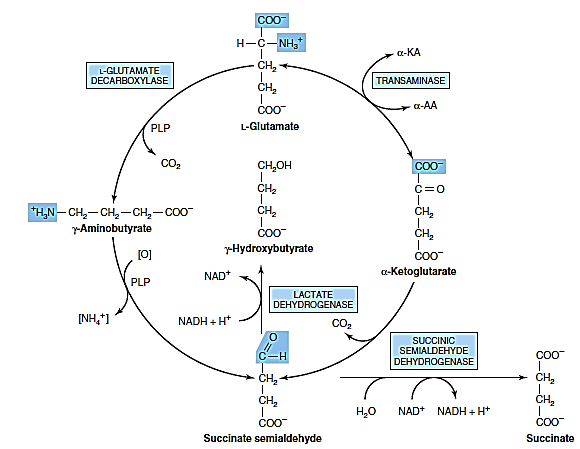 COO⁻
H–C–NH₃⁺
CH₂
CH₂
COO⁻
L-Glutamate
L-GLUTAMATE
DECARBOXYLASE
α-KA
TRANSAMINASE
α-AA
PLP
CO₂
⁺H₃N–CH₂–CH₂–CH₂–COO⁻
γ-Aminobutyrate
CH₂OH
CH₂
CH₂
COO⁻
γ-Hydroxybutyrate
COO⁻
C=O
CH₂
CH₂
COO⁻
α-Ketoglutarate
[O]
PLP
[NH₄⁺]
NAD⁺
NADH + H⁺
LACTATE
DEHYDROGENASE
CO₂
SUCCINIC
SEMIALDEHYDE
DEHYDROGENASE
O
C–H
CH₂
CH₂
COO⁻
Succinate semialdehyde
H₂O NAD⁺ NADH + H⁺
COO⁻
CH₂
CH₂
COO⁻
Succinate